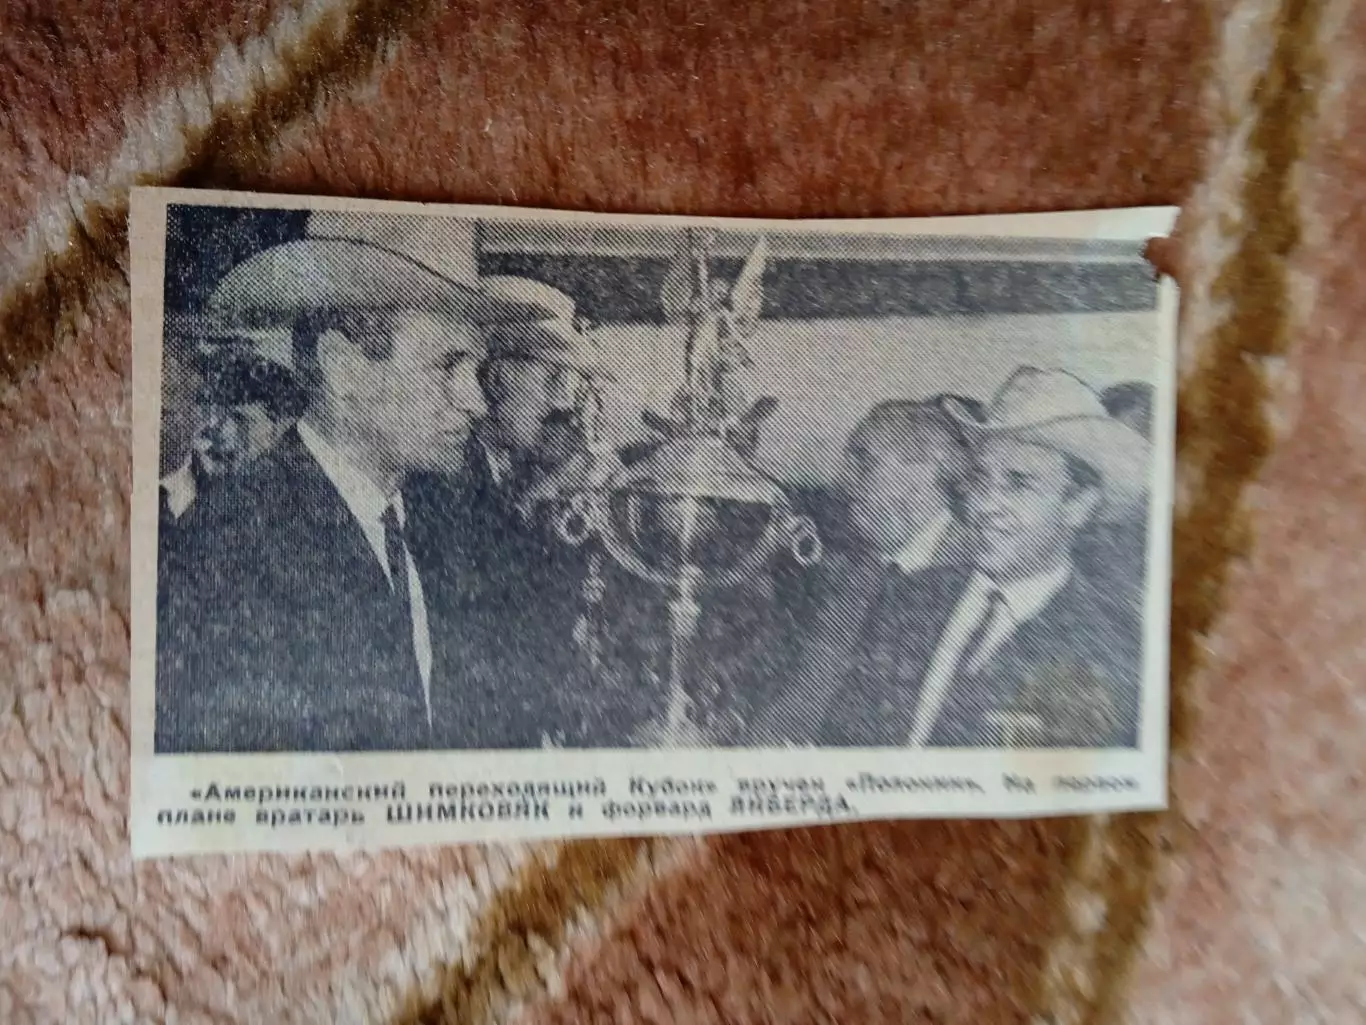 «Американский переходящий Кубок» вручен «Полонии». На первом
плане вратарь ШИМКОВЯК и форвард ЛИБЕРДА.